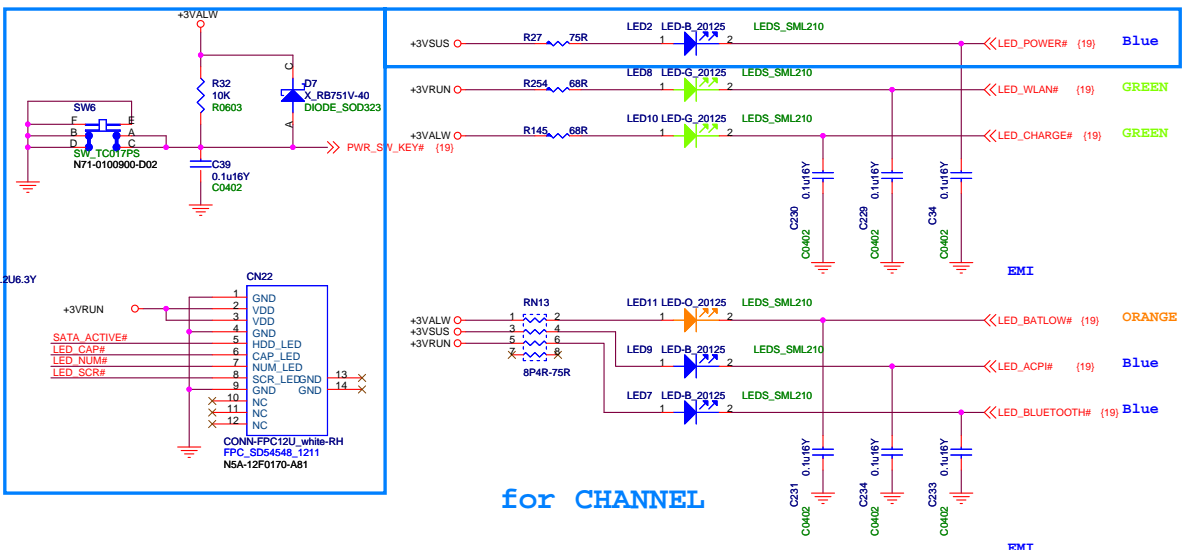 +3VALW
R32
10K
R0603
C
D7
X_RB751V-40
DIODE_SOD323
A
SW6
F
E
B
A
D
C
SW_TC017PS
N71-0100900-D02
PWR_SW_KEY# {19}
C39
0.1u16Y
C0402
.2U6.3Y
CN22
+3VRUN
SATA_ACTIVE#
LED_CAP#
LED_NUM#
LED_SCR#
1 GND
2 VDD
3 VDD
4 GND
5 HDD_LED
6 CAP_LED
7 NUM_LED
8 SCR_LED
9 GND
10 NC
11 NC
12 NC
GND 13
GND 14
CONN-FPC12U_white-RH
FPC_SD54548_1211
N5A-12F0170-A81
LED2 LED-B_20125 LEDS_SML210
+3VSUS R27 75R 1 2 LED_POWER# {19} Blue
LED8 LED-G_20125 LEDS_SML210
+3VRUN R254 68R 1 2 LED_WLAN# {19} GREEN
LED10 LED-G_20125 LEDS_SML210
+3VALW R145 68R 1 2 LED_CHARGE# {19} GREEN
C230 0.1u16Y C0402
C229 0.1u16Y C0402
C34 0.1u16Y C0402
EMI
RN13
LED11 LED-O_20125 LEDS_SML210
+3VALW 1 2 1 2 LED_BATLOW# {19} ORANGE
+3VSUS 3 4
+3VRUN 5 6
7 8
8P4R-75R
LED9 LED-B_20125 LEDS_SML210
1 2 LED_ACPI# {19} Blue
LED7 LED-B_20125 LEDS_SML210
1 2 LED_BLUETOOTH# {19} Blue
C231 0.1u16Y C0402
C234 0.1u16Y C0402
C233 0.1u16Y C0402
for CHANNEL
EMI